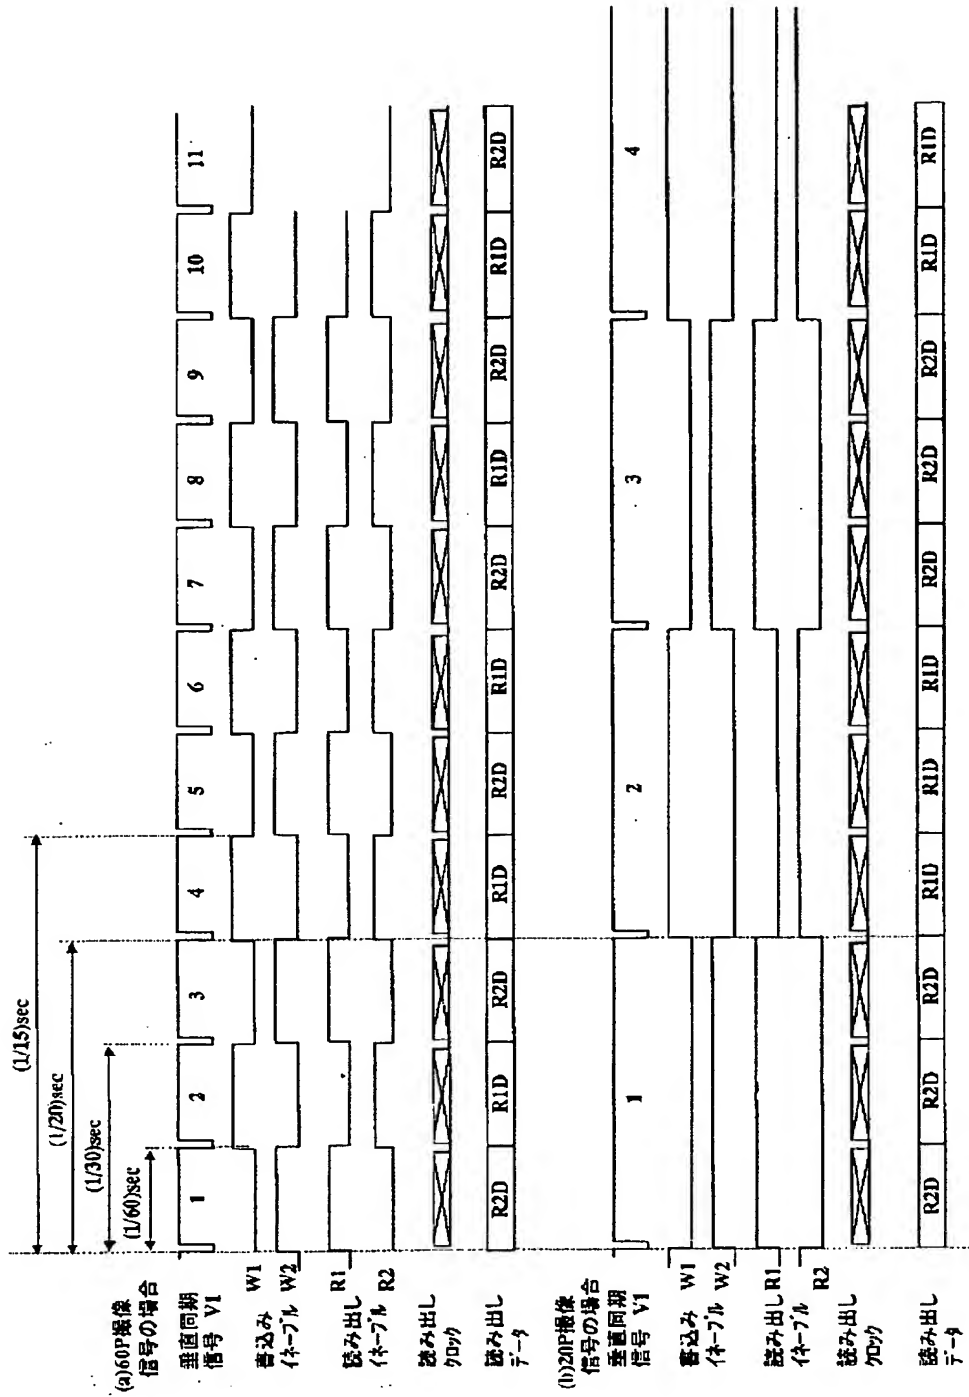 (1/15)sec
(1/20)sec
(1/30)sec
(1/60)sec
(a)60P撮像
信号の場合
垂直同期
信号 V1
1 2 3 4 5 6 7 8 9 10 11
W1
書込み
イネーブル W2
R1
読み出し
イネーブル
R2
読み出し
クロック
読み出し
データ
R2D R1D R2D R1D R2D R1D R2D R1D R2D R1D R2D
(b)20P撮像
信号の場合
垂直同期
信号 V1
1 2 3 4
W1
書込み
イネーブル W2
読み出し R1
イネーブル
R2
読み出し
クロック
読み出し
データ
R2D R2D R2D R1D R1D R1D R2D R2D R2D R1D R1D